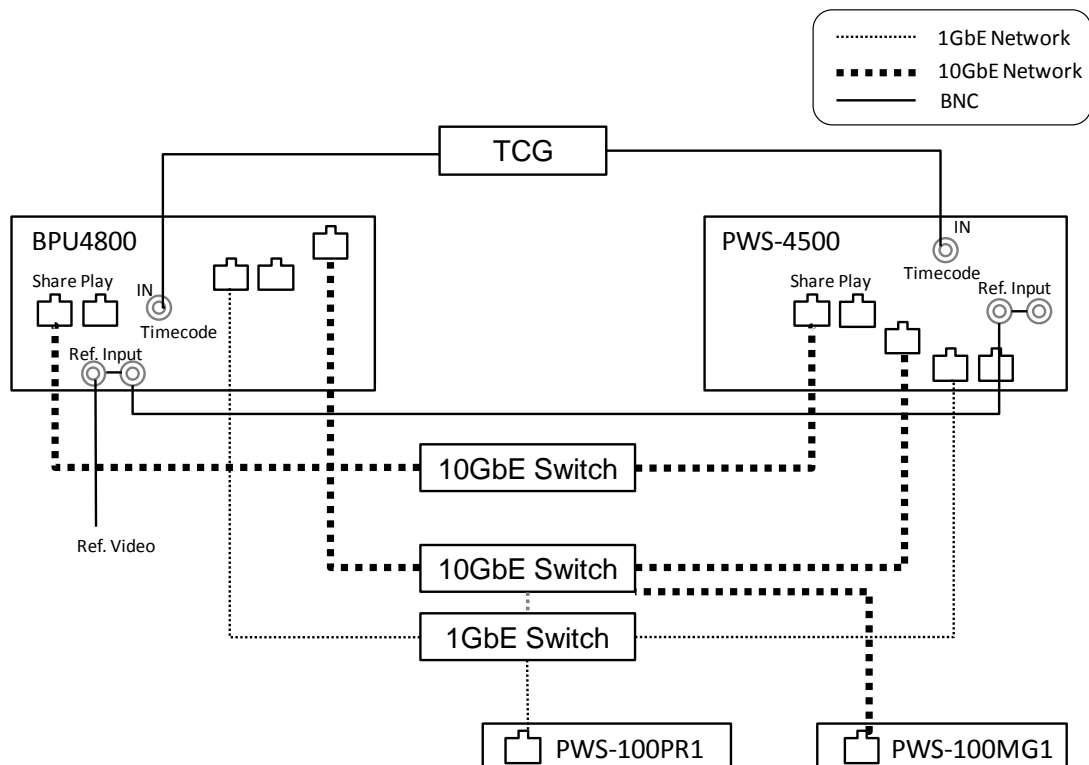 1GbE Network
10GbE Network
BNC
TCG
BPU4800
PWS-4500
IN
Timecode
Share Play
IN
Timecode
Share Play
Ref. Input
Ref. Input
10GbE Switch
Ref. Video
10GbE Switch
1GbE Switch
PWS-100PR1
PWS-100MG1